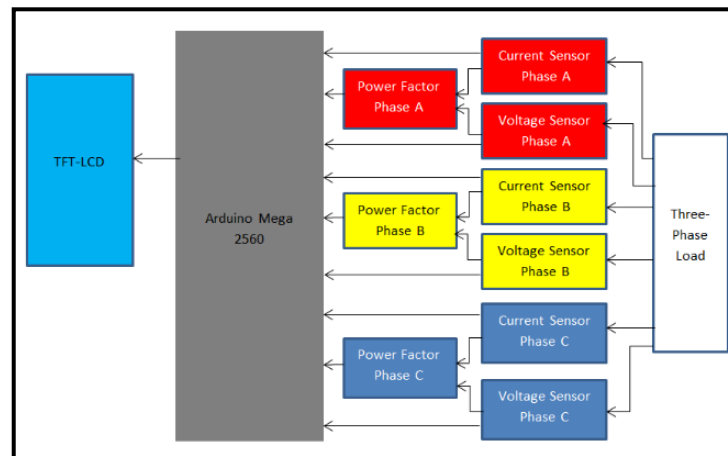 TFT-LCD
Arduino Mega
2560
Power Factor
Phase A
Current Sensor
Phase A
Voltage Sensor
Phase A
Power Factor
Phase B
Current Sensor
Phase B
Voltage Sensor
Phase B
Power Factor
Phase C
Current Sensor
Phase C
Voltage Sensor
Phase C
Three-
Phase
Load